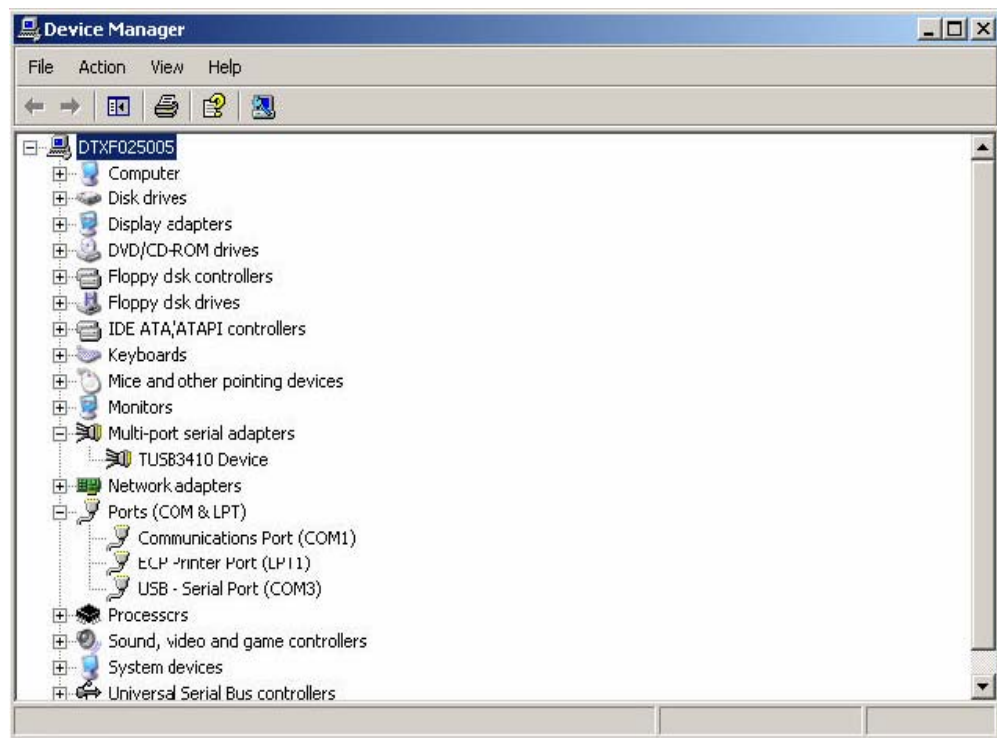 Device Manager
File Action View Help
DTXF025005
Computer
Disk drives
Display adapters
DVD/CD-ROM drives
Floppy disk controllers
Floppy disk drives
IDE ATA/ATAPI controllers
Keyboards
Mice and other pointing devices
Monitors
Multi-port serial adapters
TUSB3410 Device
Network adapters
Ports (COM & LPT)
Communications Port (COM1)
ECP Printer Port (LPT1)
USB - Serial Port (COM3)
Processors
Sound, video and game controllers
System devices
Universal Serial Bus controllers